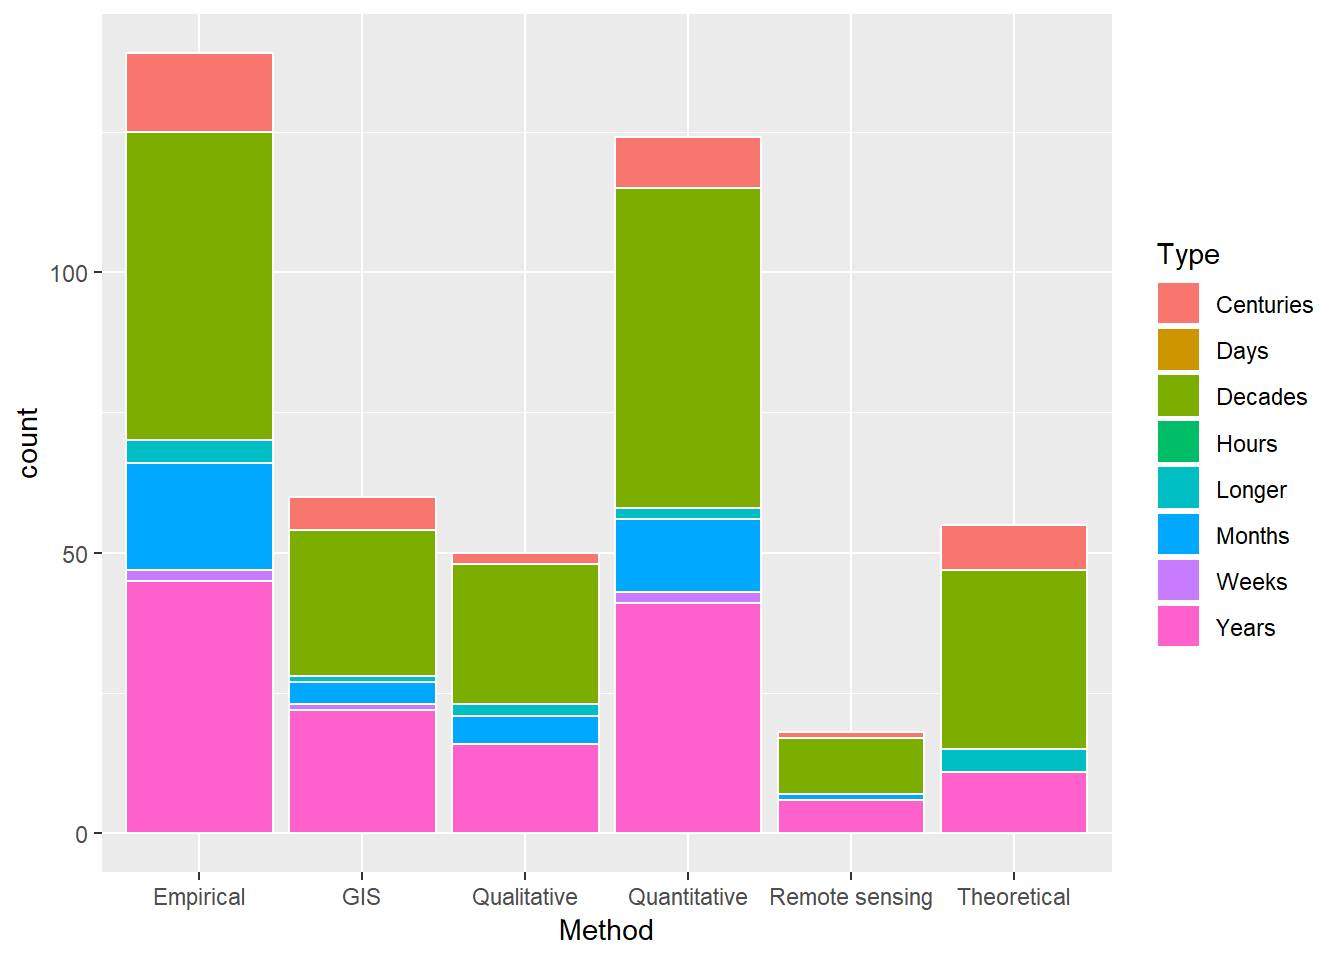 100
50
0
count
Empirical
GIS
Qualitative
Quantitative
Remote sensing
Theoretical
Method
Type
Centuries
Days
Decades
Hours
Longer
Months
Weeks
Years